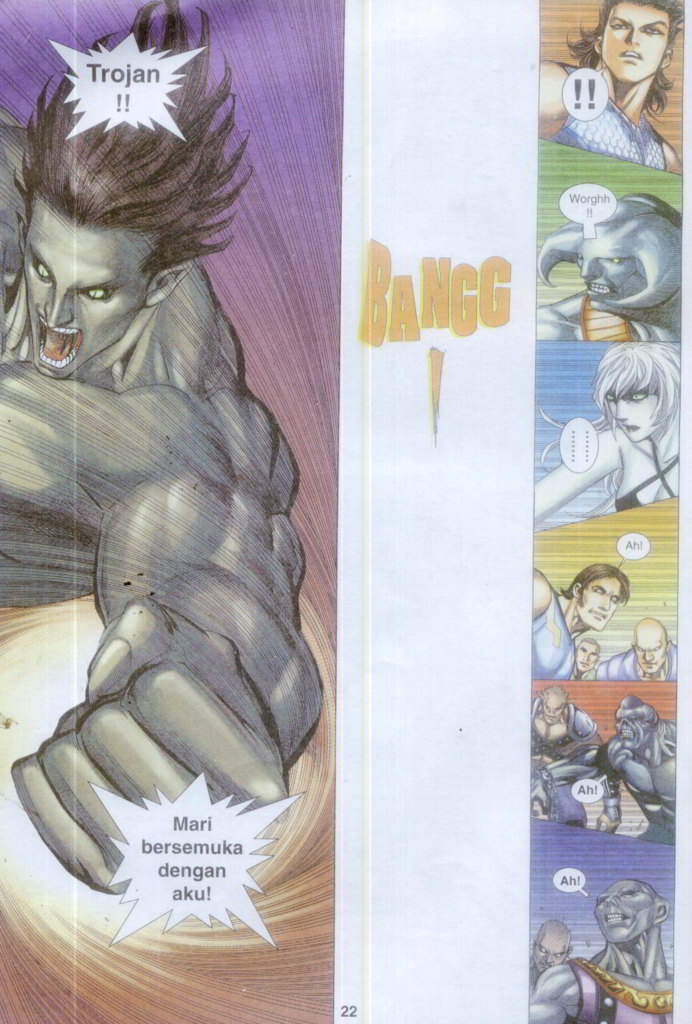 Trojan
!!
Mari
bersemuka
dengan
aku!
BANGG
!
!!
Worghh
!!
........
Ah!
Ah!
Ah!
22